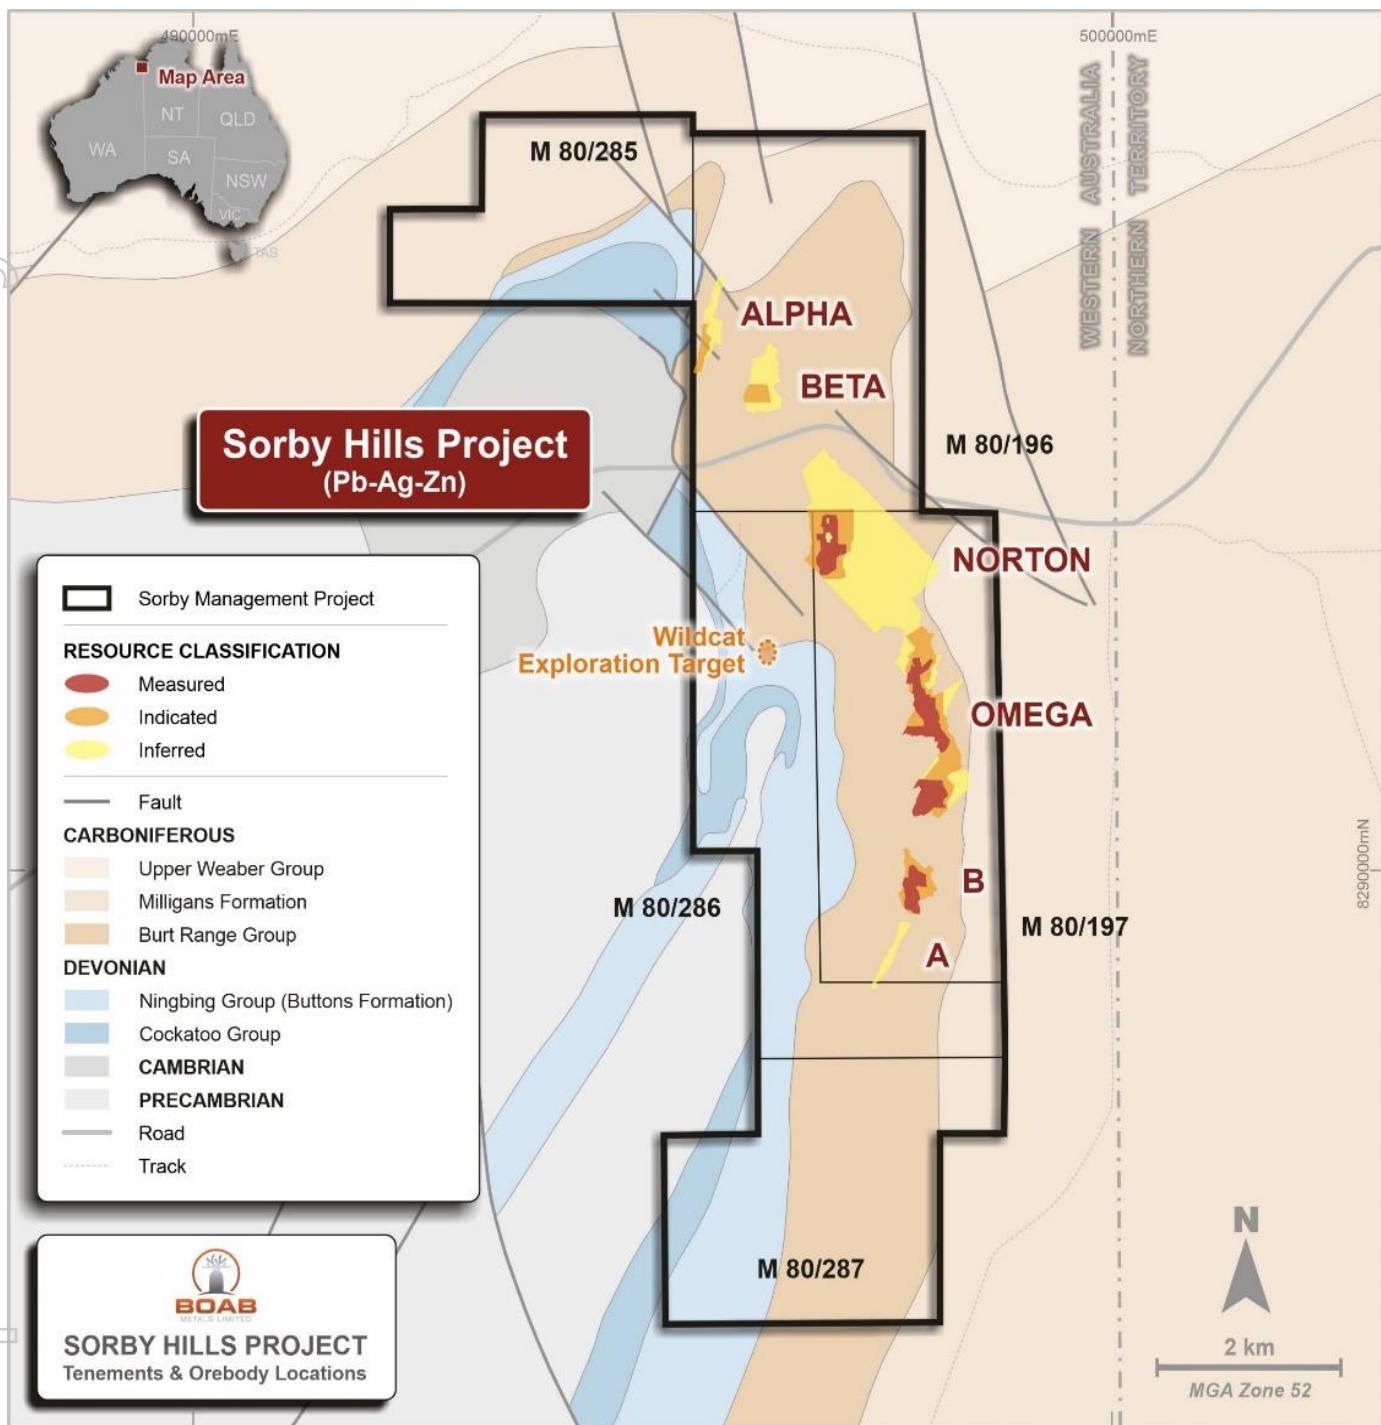 490000mE
500000mE
Map Area
NT
QLD
WA
SA
NSW
VIC
TAS
WESTERN AUSTRALIA
NORTHERN TERRITORY
M 80/285
ALPHA
BETA
M 80/196
Sorby Hills Project
(Pb-Ag-Zn)
NORTON
Wildcat
Exploration Target
OMEGA
B
A
M 80/286
M 80/197
8290000mN
M 80/287
Sorby Management Project
RESOURCE CLASSIFICATION
Measured
Indicated
Inferred
Fault
CARBONIFEROUS
Upper Weaber Group
Milligans Formation
Burt Range Group
DEVONIAN
Ningbing Group (Buttons Formation)
Cockatoo Group
CAMBRIAN
PRECAMBRIAN
Road
Track
BOAB
METALS LIMITED
SORBY HILLS PROJECT
Tenements & Orebody Locations
N
2 km
MGA Zone 52